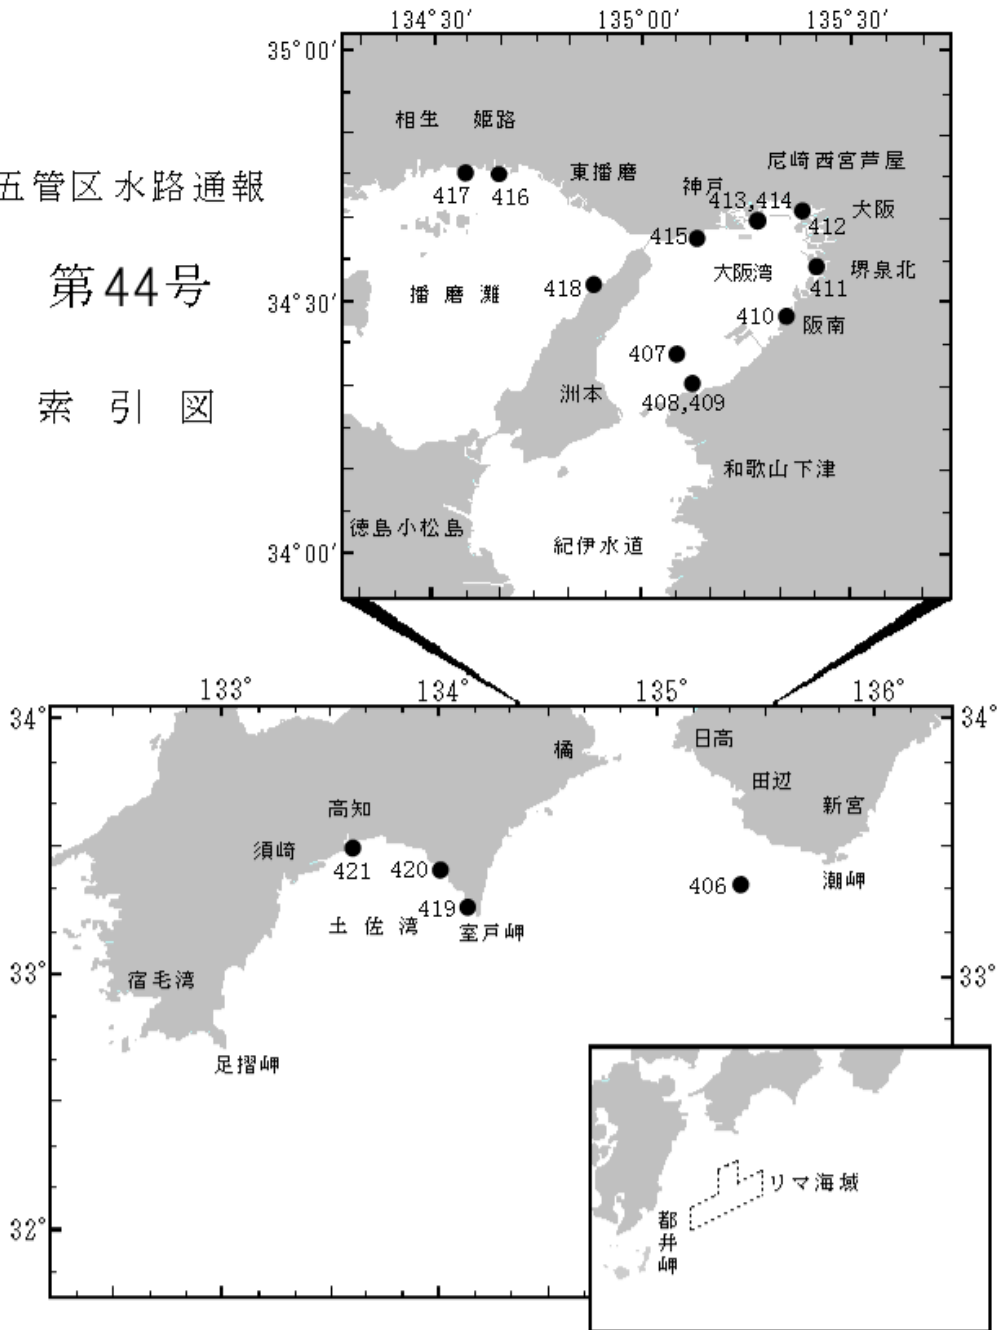 五管区水路通報
第44号
索引図
134°30′ 135°00′ 135°30′
35°00′
34°30′
34°00′
相生 姫路
東播磨
尼崎西宮芦屋
神戸
大阪
417 416
413,414
412
415
大阪湾
堺泉北
411
418
播磨灘
410
阪南
407
洲本
408,409
和歌山下津
徳島小松島
紀伊水道
133° 134° 135° 136°
34° 34°
橘
日高
田辺
新宮
高知
須崎
421
420
406
潮岬
419
土佐湾
室戸岬
33° 33°
宿毛湾
足摺岬
32°
リマ海域
都井岬